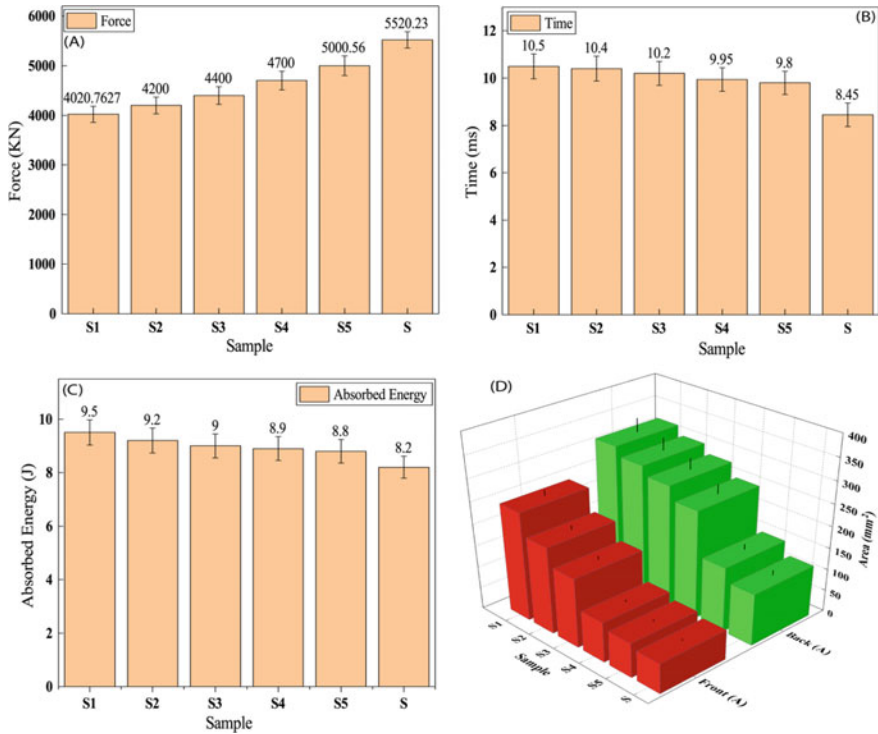 (A)
Force
6000
5000
4000
3000
2000
1000
0
Force (KN)
4020.7627
4200
4400
4700
5000.56
5520.23
S1 S2 S3 S4 S5 S
Sample
(B)
Time
12
10
8
6
4
2
0
Time (ms)
10.5
10.4
10.2
9.95
9.8
8.45
S1 S2 S3 S4 S5 S
Sample
(C)
Absorbed Energy
10
8
6
4
2
0
Absorbed Energy (J)
9.5
9.2
9
8.9
8.8
8.2
S1 S2 S3 S4 S5 S
Sample
(D)
400
350
300
250
200
150
100
50
0
Area (mm²)
S1
S2
S3
S4
S5
S
Sample
Front (A)
Back (A)